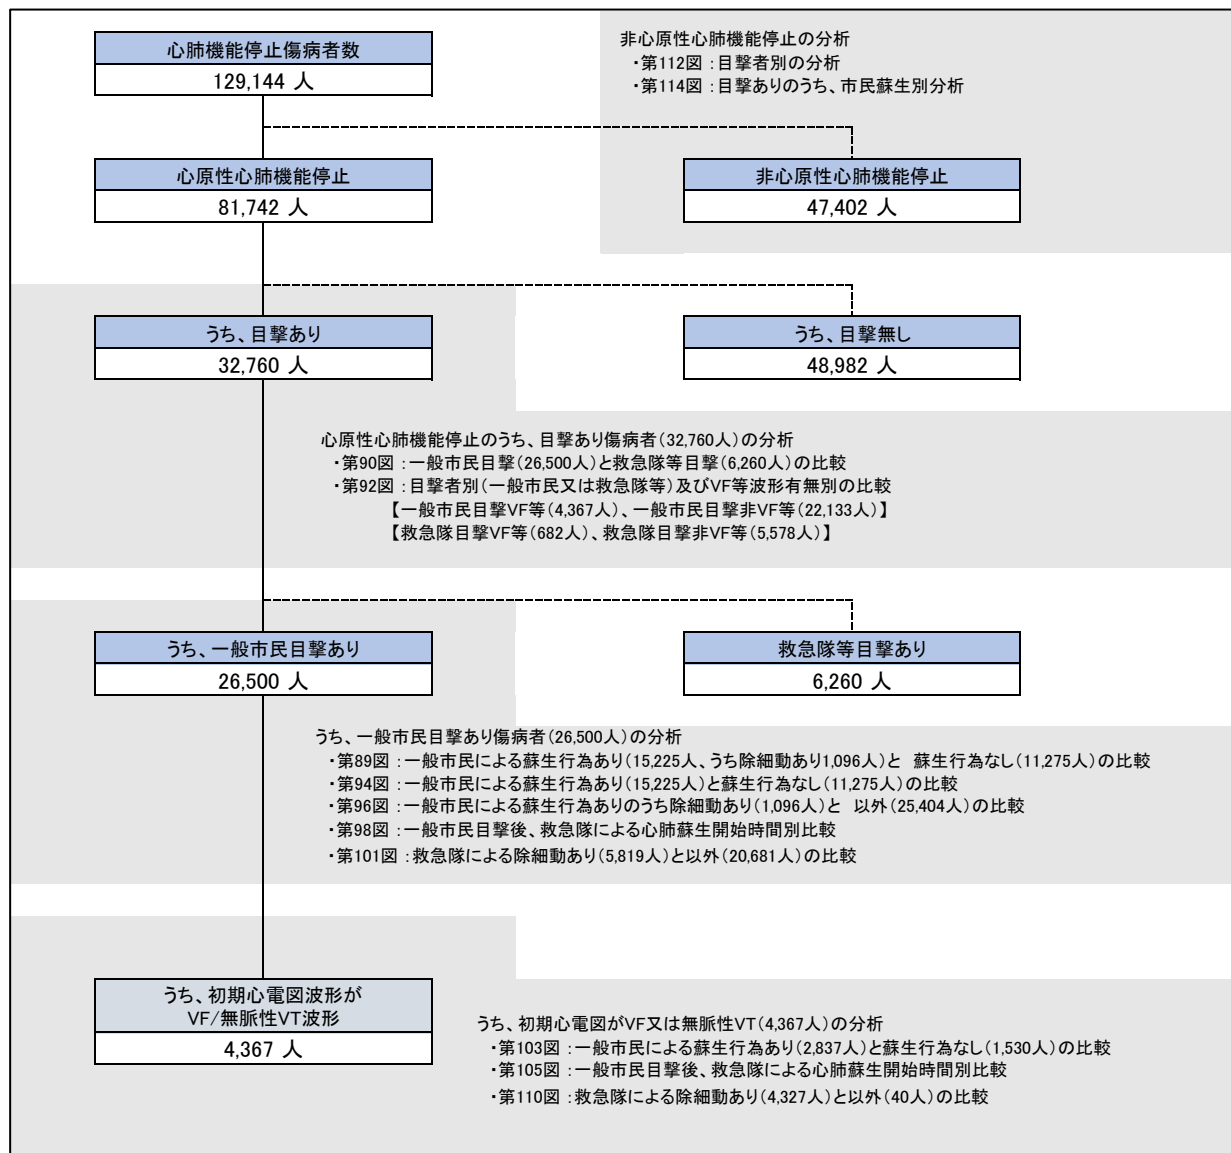 心肺機能停止傷病者数
129,144 人
非心原性心肺機能停止の分析
・第112図 ：目撃者別の分析
・第114図 ：目撃ありのうち、市民蘇生別分析
心原性心肺機能停止
81,742 人
非心原性心肺機能停止
47,402 人
うち、目撃あり
32,760 人
うち、目撃無し
48,982 人
心原性心肺機能停止のうち、目撃あり傷病者（32,760人）の分析
・第90図 ：一般市民目撃（26,500人）と救急隊等目撃（6,260人）の比較
・第92図 ：目撃者別（一般市民又は救急隊等）及びVF等波形有無別の比較
【一般市民目撃VF等（4,367人）、一般市民目撃非VF等（22,133人）】
【救急隊目撃VF等（682人）、救急隊目撃非VF等（5,578人）】
うち、一般市民目撃あり
26,500 人
救急隊等目撃あり
6,260 人
うち、一般市民目撃あり傷病者（26,500人）の分析
・第89図 ：一般市民による蘇生行為あり（15,225人、うち除細動あり1,096人）と 蘇生行為なし（11,275人）の比較
・第94図 ：一般市民による蘇生行為あり（15,225人）と蘇生行為なし（11,275人）の比較
・第96図 ：一般市民による蘇生行為ありのうち除細動あり（1,096人）と 以外（25,404人）の比較
・第98図 ：一般市民目撃後、救急隊による心肺蘇生開始時間別比較
・第101図 ：救急隊による除細動あり（5,819人）と以外（20,681人）の比較
うち、初期心電図波形が
VF/無脈性VT波形
4,367 人
うち、初期心電図がVF又は無脈性VT（4,367人）の分析
・第103図 ：一般市民による蘇生行為あり（2,837人）と蘇生行為なし（1,530人）の比較
・第105図 ：一般市民目撃後、救急隊による心肺蘇生開始時間別比較
・第110図 ：救急隊による除細動あり（4,327人）と以外（40人）の比較